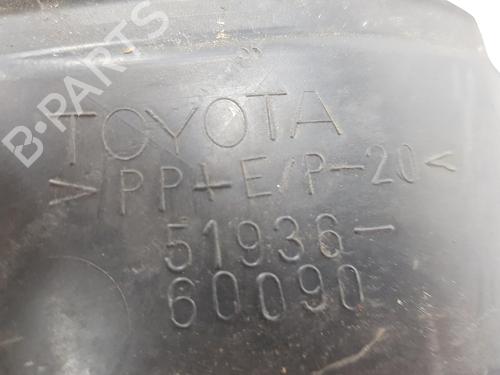 B-PARTS
TOYOTA
>PP+E/P-20<
51936-
60090